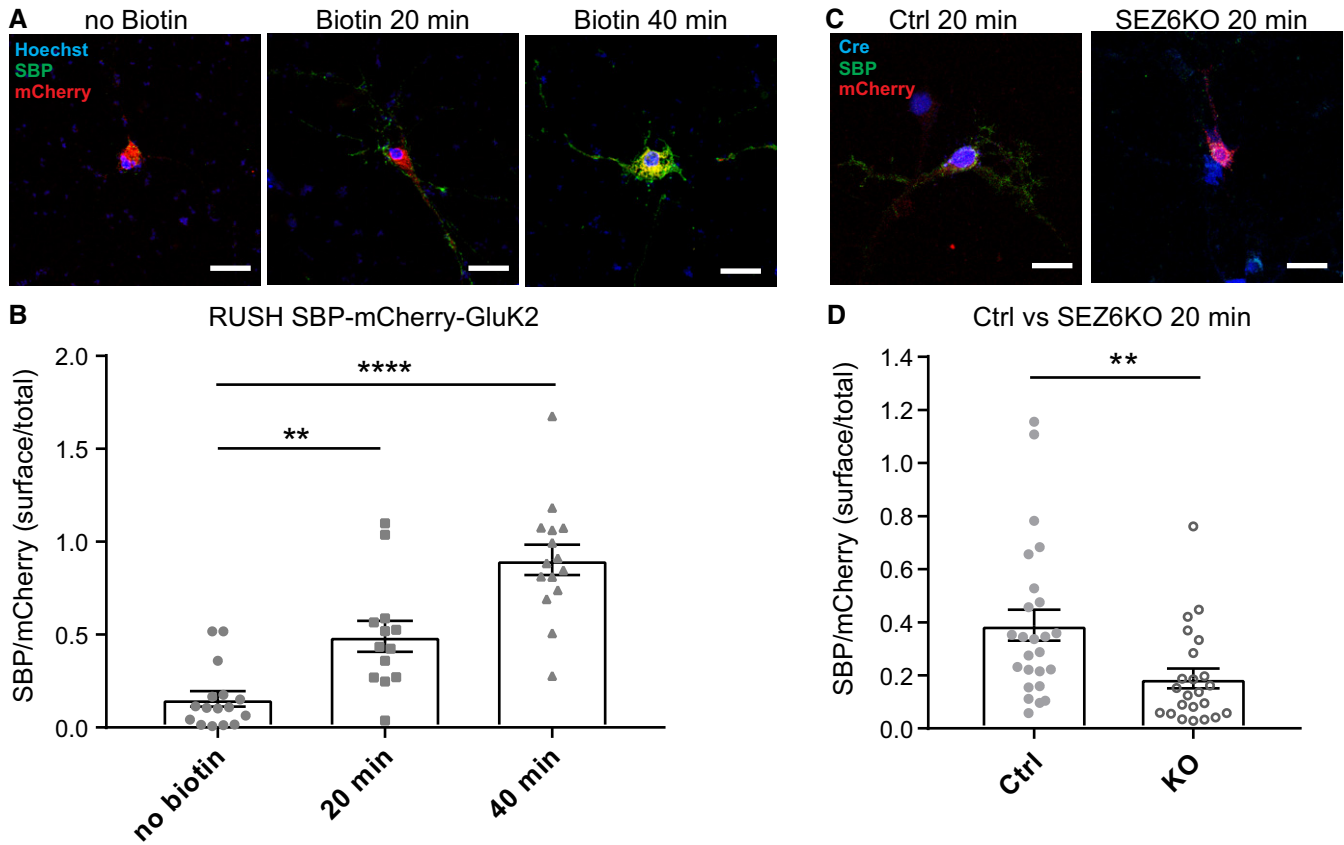 A
no Biotin
Biotin 20 min
Biotin 40 min
Hoechst
SBP
mCherry
C
Ctrl 20 min
SEZ6KO 20 min
Cre
SBP
mCherry
B
RUSH SBP-mCherry-GluK2
SBP/mCherry (surface/total)
2.0
1.5
1.0
0.5
0.0
**
****
no biotin
20 min
40 min
D
Ctrl vs SEZ6KO 20 min
SBP/mCherry (surface/total)
1.4
1.2
1.0
0.8
0.6
0.4
0.2
0.0
**
Ctrl
KO